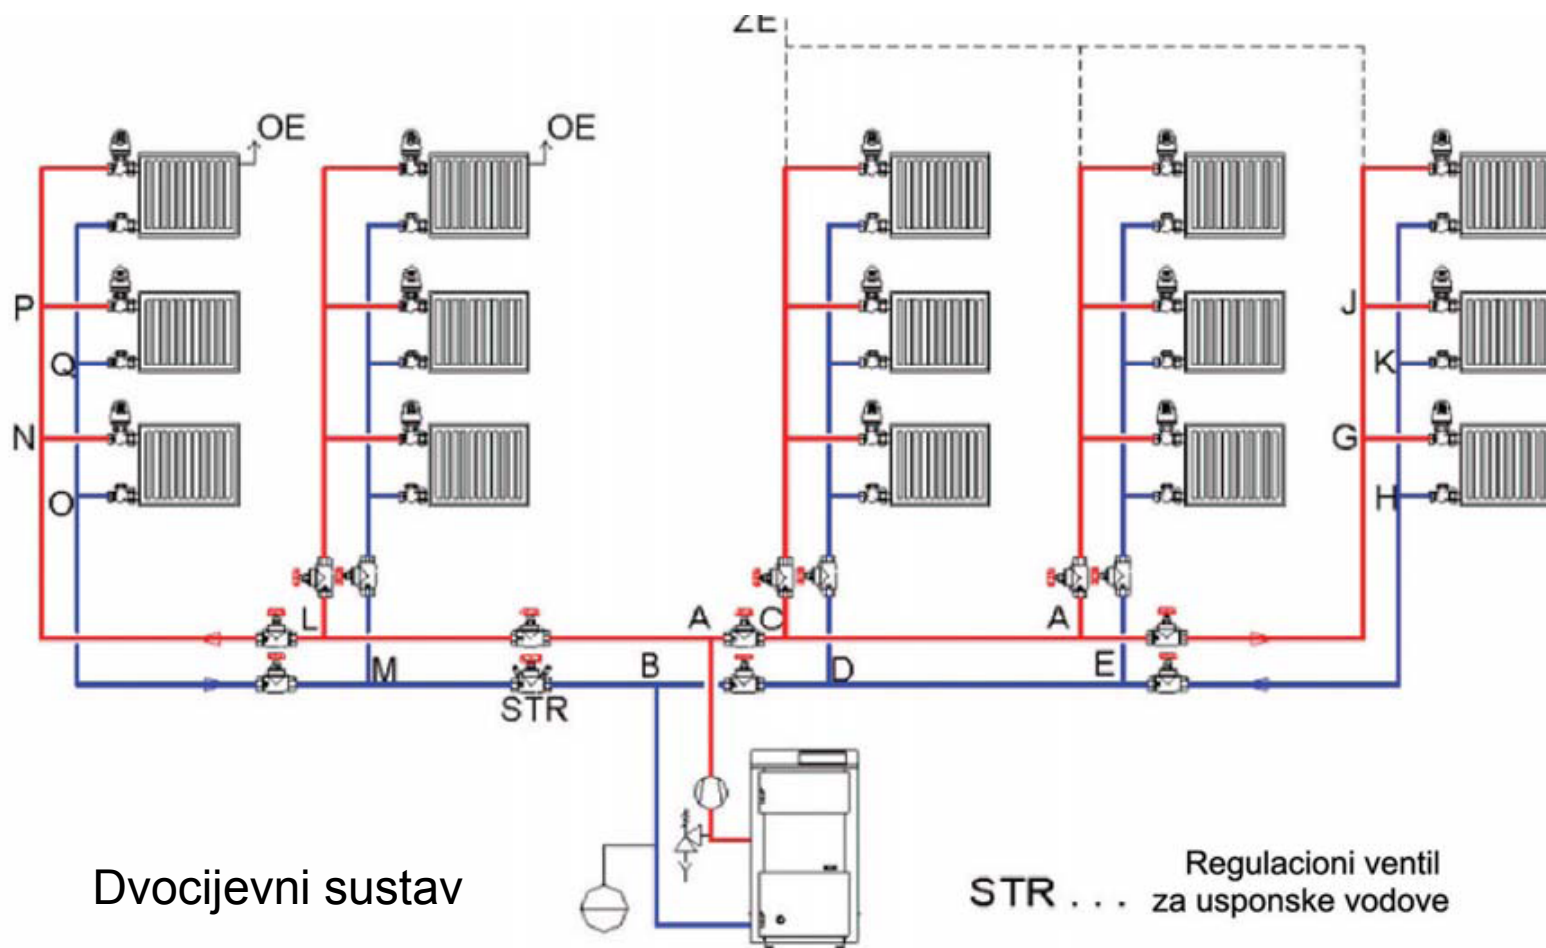 ZE
OE
OE
P
J
Q
K
N
G
O
H
L
A
C
A
M
B
D
E
STR
Dvocijevni sustav
STR . . . Regulacioni ventil
za usponske vodove